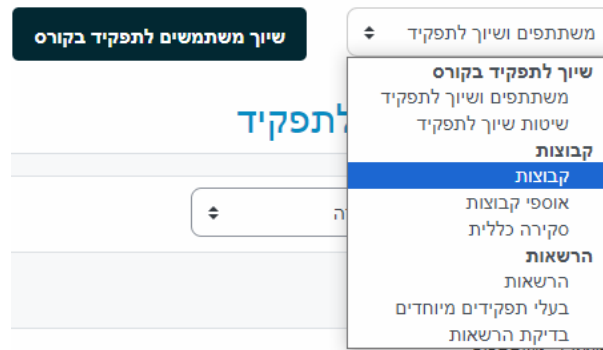 משתתפים ושיוך לתפקיד
שיוך משתמשים לתפקיד בקורס
שיוך לתפקיד בקורס
משתתפים ושיוך לתפקיד
שיטות שיוך לתפקיד
קבוצות
קבוצות
אוספי קבוצות
סקירה כללית
הרשאות
הרשאות
בעלי תפקידים מיוחדים
בדיקת הרשאות
לתפקיד